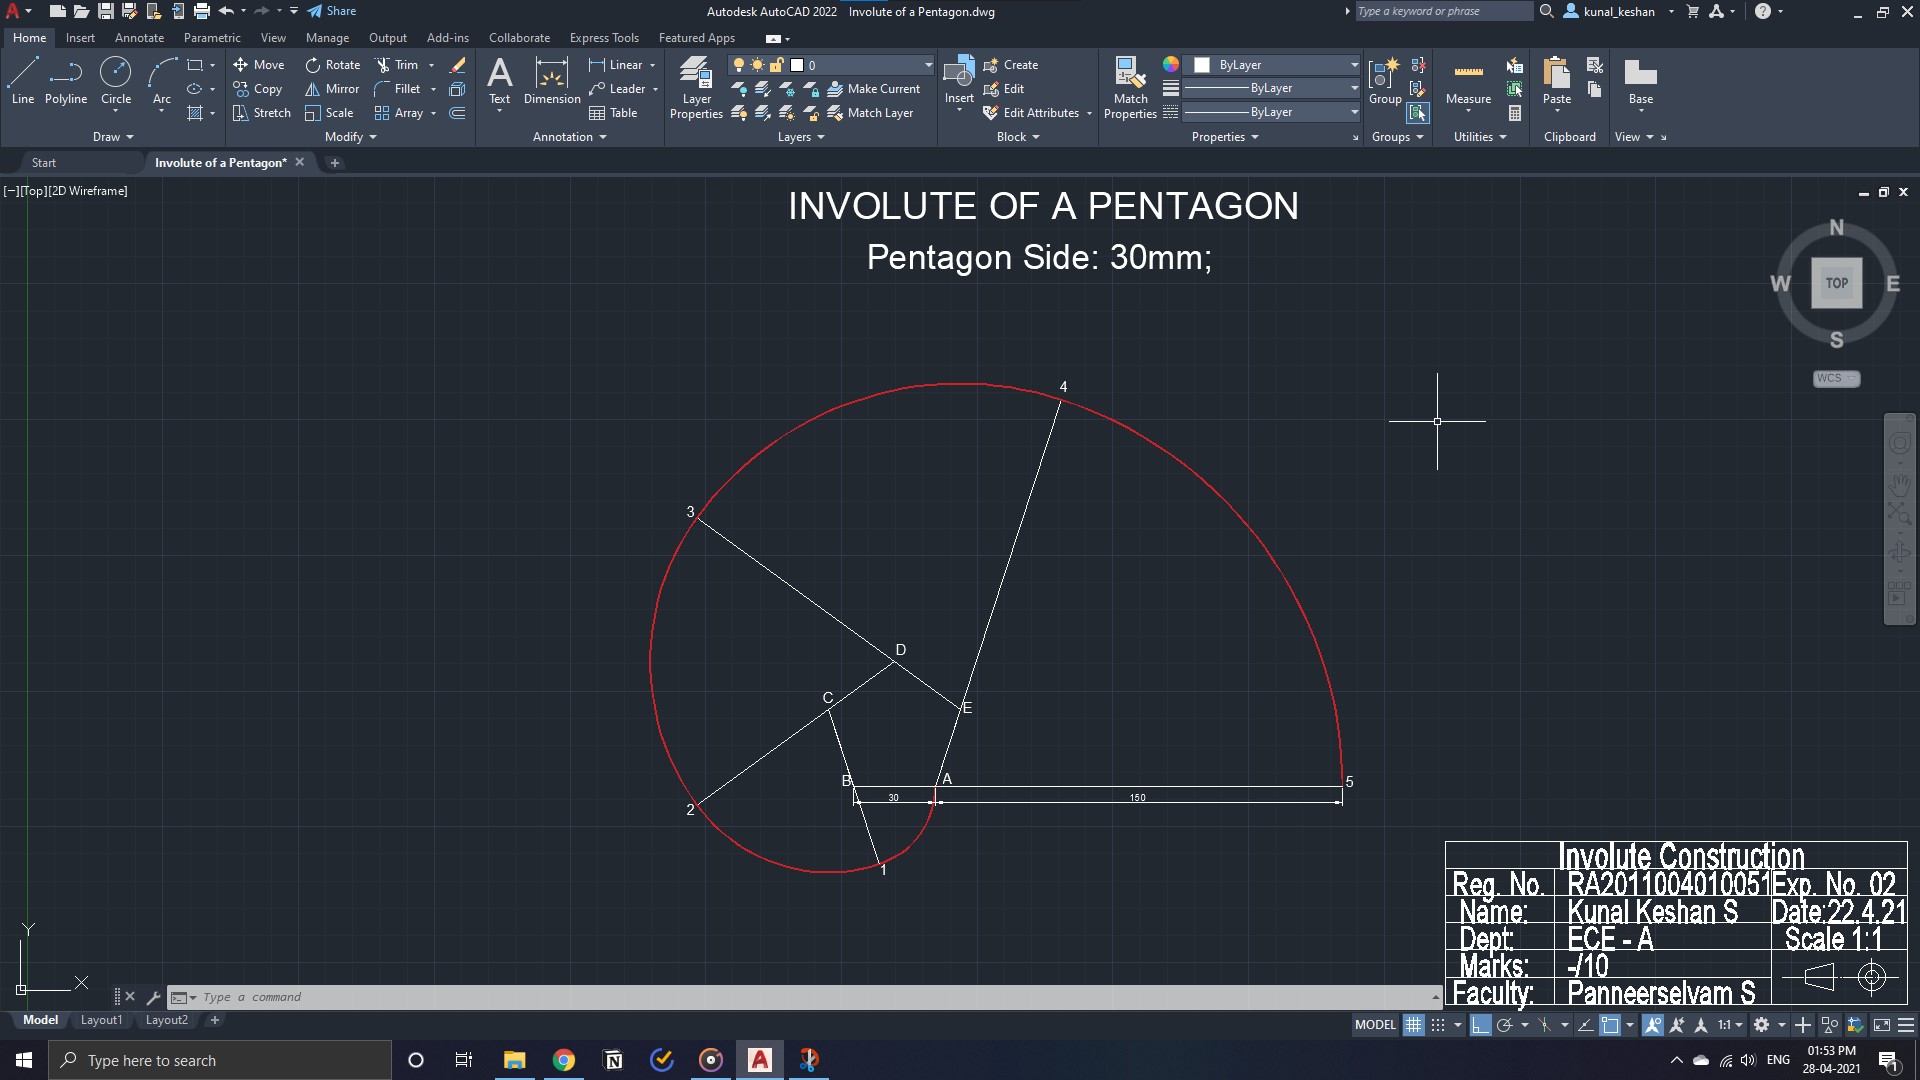 Share
Autodesk AutoCAD 2022 Involute of a Pentagon.dwg
Type a keyword or phrase
kunal_keshan
Home Insert Annotate Parametric View Manage Output Add-ins Collaborate Express Tools Featured Apps
Line Polyline Circle Arc
Move Rotate Trim
Copy Mirror Fillet
Stretch Scale Array
Text Dimension
Linear
Leader
Table
Layer Properties
0
Make Current
Match Layer
Insert
Create
Edit
Edit Attributes
Match Properties
ByLayer
ByLayer
ByLayer
Group
Measure
Paste
Base
Draw Modify Annotation Layers Block Properties Groups Utilities Clipboard View
Start Involute of a Pentagon*
[−][Top][2D Wireframe]
INVOLUTE OF A PENTAGON
Pentagon Side: 30mm;
N
W TOP E
S
WCS
4
3
D
C
E
B A 5
30 150
2
1
Involute Construction
Reg. No. RA2011004010051 Exp. No. 02
Name: Kunal Keshan S Date:22.4.21
Dept: ECE - A Scale 1:1
Marks: -/10
Faculty: Panneerselvam S
Y
X
Type a command
Model Layout1 Layout2
MODEL 1:1
Type here to search
ENG
01:53 PM
28-04-2021
1